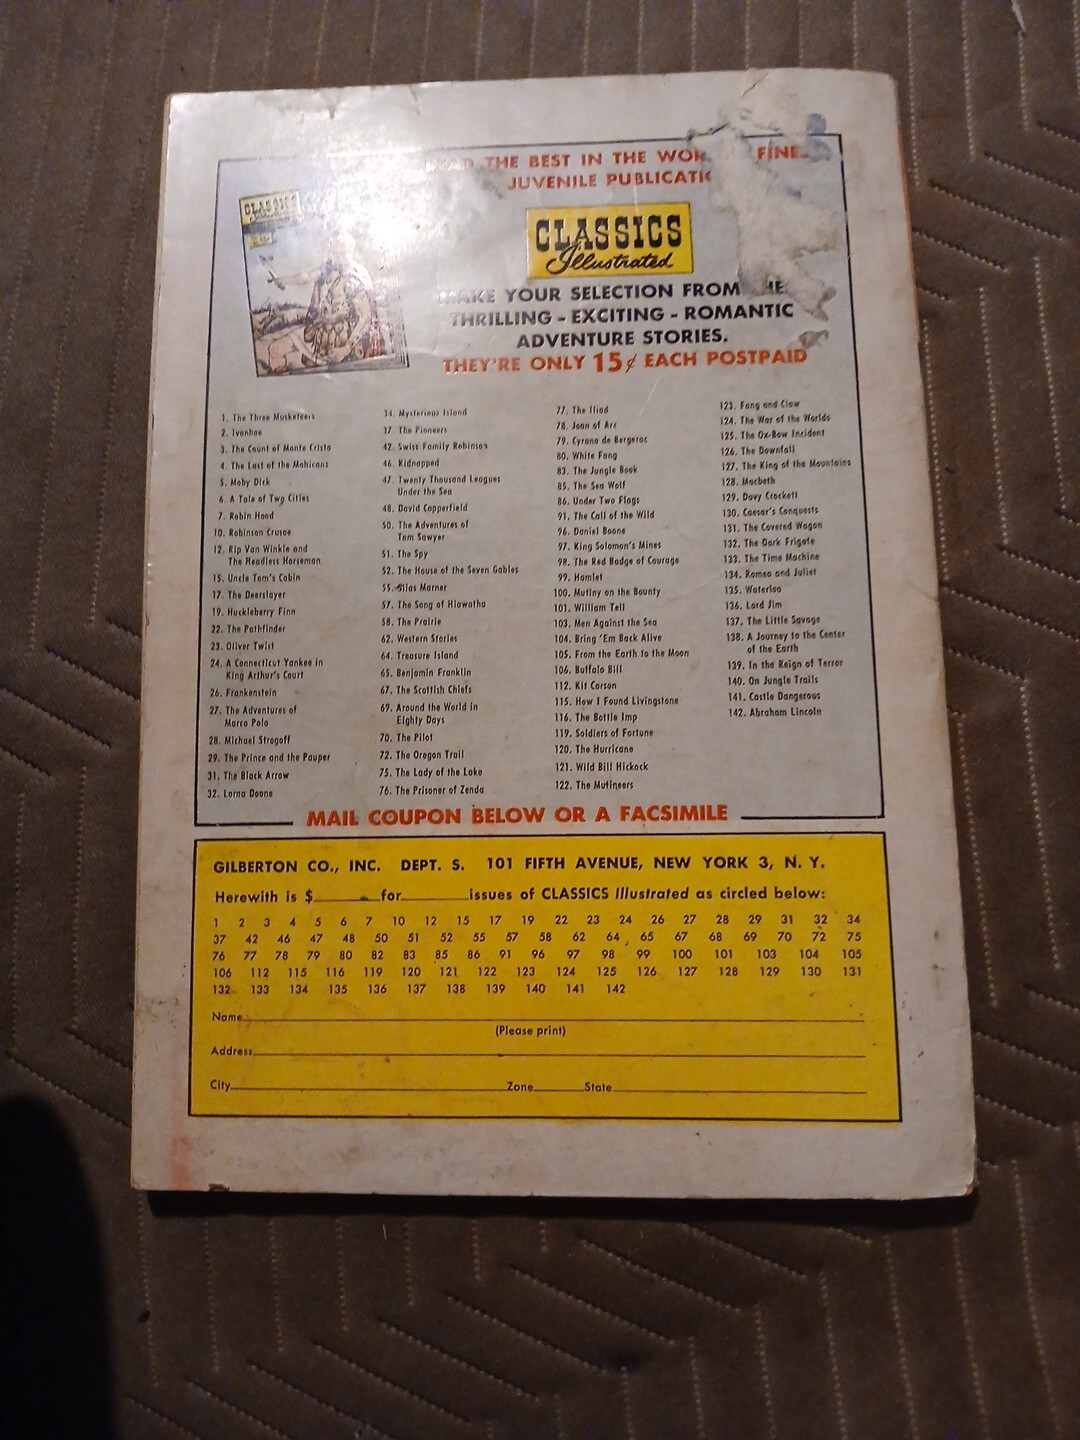 THE BEST IN THE
JUVENILE
CLASSICS
Illustrated
CLASSICS
Illustrated
MAKE YOUR SELECTION FROM
THRILLING - EXCITING - ROMANTIC
ADVENTURE STORIES.
THEY'RE ONLY 15¢ EACH POSTPAID
1. The Three Musketeers
2. Ivanhoe
3. The Count of Monte Cristo
4. The Last of the Mohicans
5. Moby Dick
6. A Tale of Two Cities
7. Robin Hood
10. Robinson Crusoe
12. Rip Van Winkle and
The Headless Horseman
15. Uncle Tom's Cabin
17. The Deerslayer
19. Huckleberry Finn
22. The Pathfinder
23. Oliver Twist
24. A Connecticut Yankee in
King Arthur's Court
26. Frankenstein
27. The Adventures of
Marco Polo
28. Michael Strogoff
29. The Prince and the Pauper
31. The Black Arrow
32. Lorna Doone
34. Mysterious Island
37. The Pioneers
42. Swiss Family Robinson
46. Kidnapped
47. Twenty Thousand Leagues
Under the Sea
48. David Copperfield
50. The Adventures of
Tom Sawyer
51. The Spy
52. The House of the Seven Gables
55. Silas Marner
57. The Song of Hiawatha
58. The Prairie
62. Western Stories
64. Treasure Island
65. Benjamin Franklin
67. The Scottish Chiefs
69. Around the World in
Eighty Days
70. The Pilot
72. The Oregon Trail
75. The Lady of the Lake
76. The Prisoner of Zenda
77. The Iliad
78. Joan of Arc
79. Cyrano de Bergerac
80. White Fang
83. The Jungle Book
85. The Sea Wolf
86. Under Two Flags
91. The Call of the Wild
96. Daniel Boone
97. King Solomon's Mines
98. The Red Badge of Courage
99. Hamlet
100. Mutiny on the Bounty
101. William Tell
103. Men Against the Sea
104. Bring 'Em Back Alive
105. From the Earth to the Moon
106. Buffalo Bill
112. Kit Carson
115. How I Found Livingstone
116. The Bottle Imp
119. Soldiers of Fortune
120. The Hurricane
121. Wild Bill Hickock
122. The Mutineers
123. Fang and Claw
124. The War of the Worlds
125. The Ox-Bow Incident
126. The Downfall
127. The King of the Mountains
128. Macbeth
129. Davy Crockett
130. Caesar's Conquests
131. The Covered Wagon
132. The Dark Frigate
133. The Time Machine
134. Romeo and Juliet
135. Waterloo
136. Lord Jim
137. The Little Savage
138. A Journey to the Center
of the Earth
139. In the Reign of Terror
140. On Jungle Trails
141. Castle Dangerous
142. Abraham Lincoln
MAIL COUPON BELOW OR A FACSIMILE
GILBERTON CO., INC. DEPT. S. 101 FIFTH AVENUE, NEW YORK 3, N. Y.
Herewith is $ for issues of CLASSICS Illustrated as circled below:
1 2 3 4 5 6 7 10 12 15 17 19 22 23 24 26 27 28 29 31 32 34
37 42 46 47 48 50 51 52 55 57 58 62 64 65 67 68 69 70 72 75
76 77 78 79 80 82 83 85 86 91 96 97 98 99 100 101 103 104 105
106 112 115 116 119 120 121 122 123 124 125 126 127 128 129 130 131
132 133 134 135 136 137 138 139 140 141 142
Name
(Please print)
Address
City Zone State